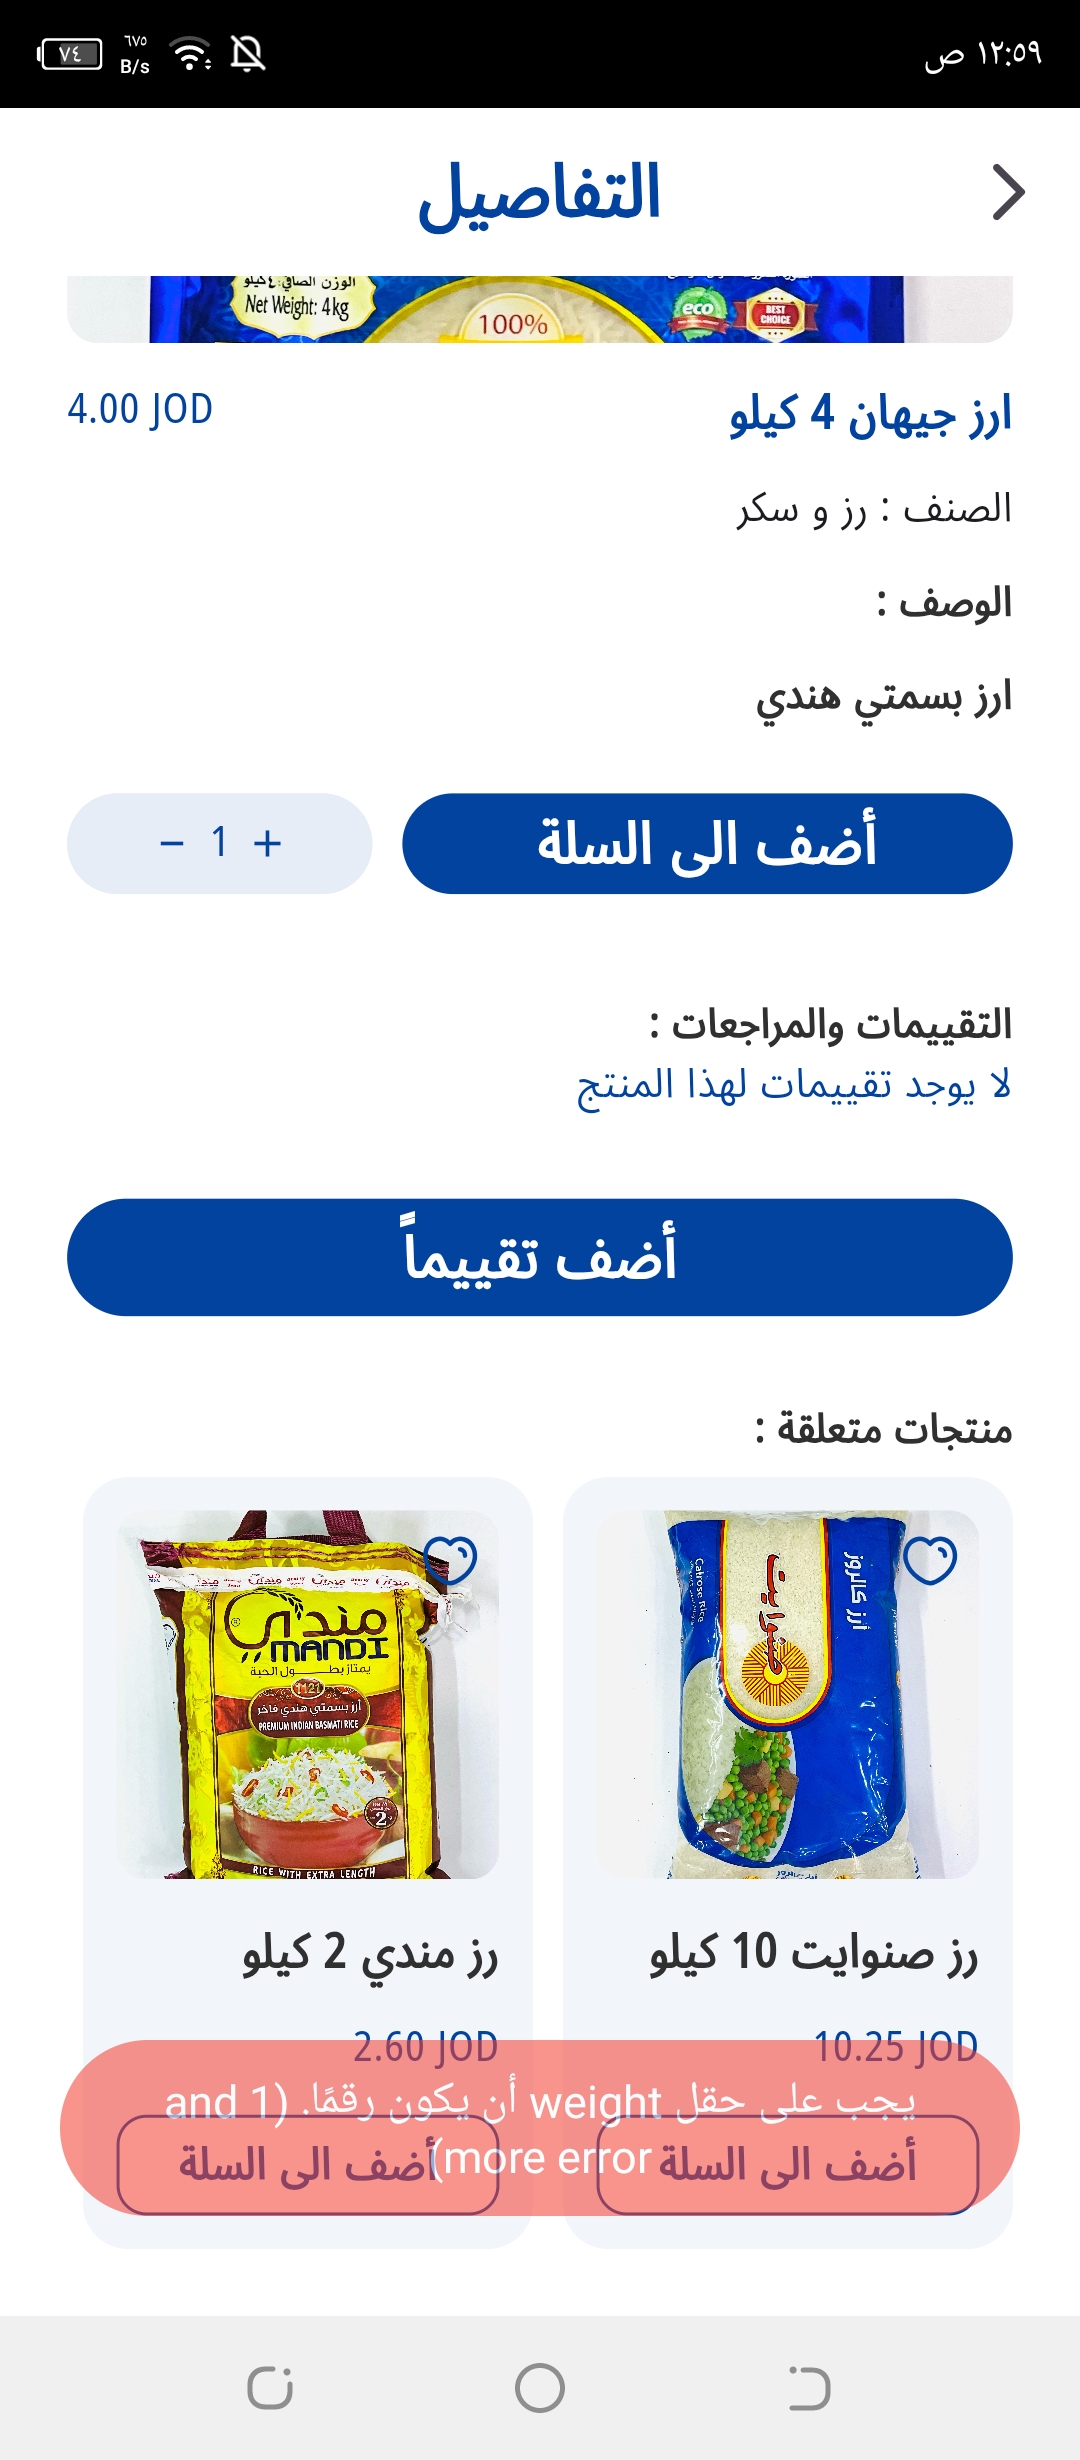 ١٢:٥٩ ص
٦٧٥
B/s
٧٤
التفاصيل
الوزن الصافي: ٤ كيلو
Net Weight: 4kg
100%
eco
BEST
CHOICE
ارز جيهان 4 كيلو
4.00 JOD
الصنف : رز و سكر
الوصف :
ارز بسمتي هندي
أضف الى السلة
+ 1 −
التقييمات والمراجعات :
لا يوجد تقييمات لهذا المنتج
أضف تقييماً
منتجات متعلقة :
أرز كالروز
صنوايت
Calrose Rice
مندي
MANDI
يمتاز بطول الحبة
1121
أرز بسمتي هندي فاخر
PREMIUM INDIAN BASMATI RICE
2
RICE WITH EXTRA LENGTH
رز صنوايت 10 كيلو
رز مندي 2 كيلو
10.25 JOD
2.60 JOD
يجب على حقل weight أن يكون رقمًا. (and 1
more error)
أضف الى السلة
أضف الى السلة